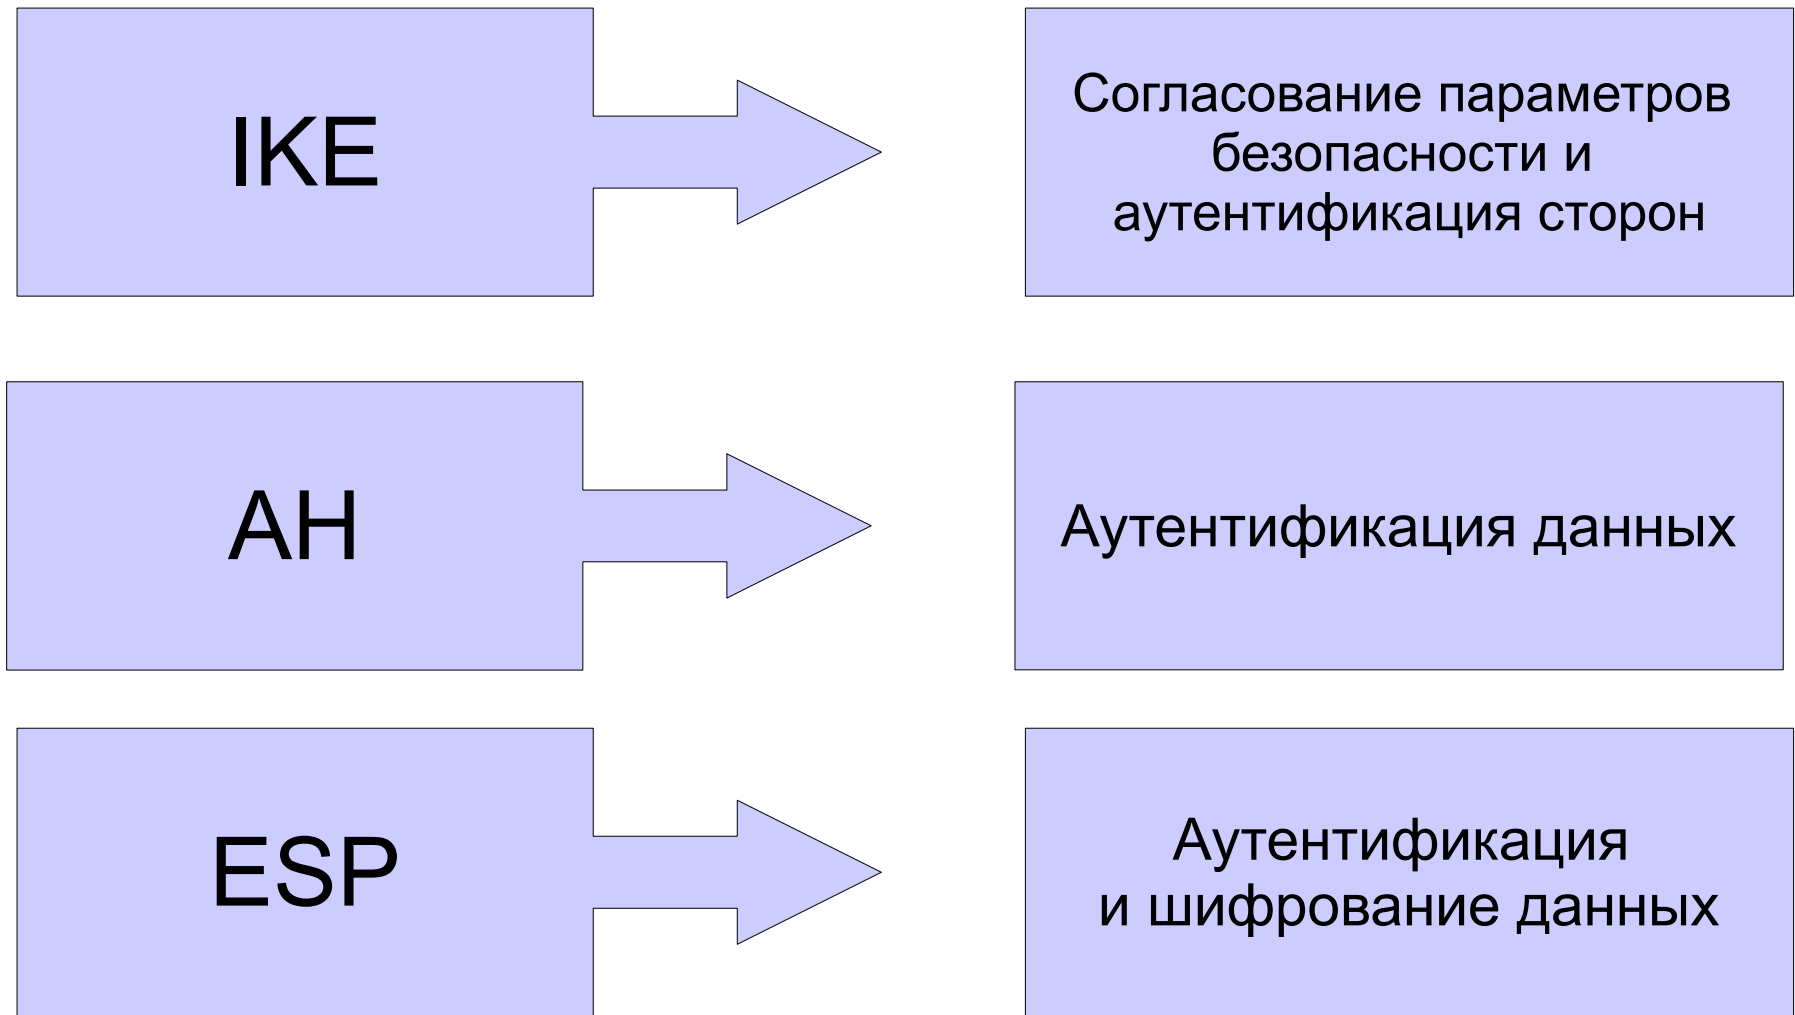 IKE
Согласование параметров
безопасности и
аутентификация сторон
AH
Аутентификация данных
ESP
Аутентификация
и шифрование данных